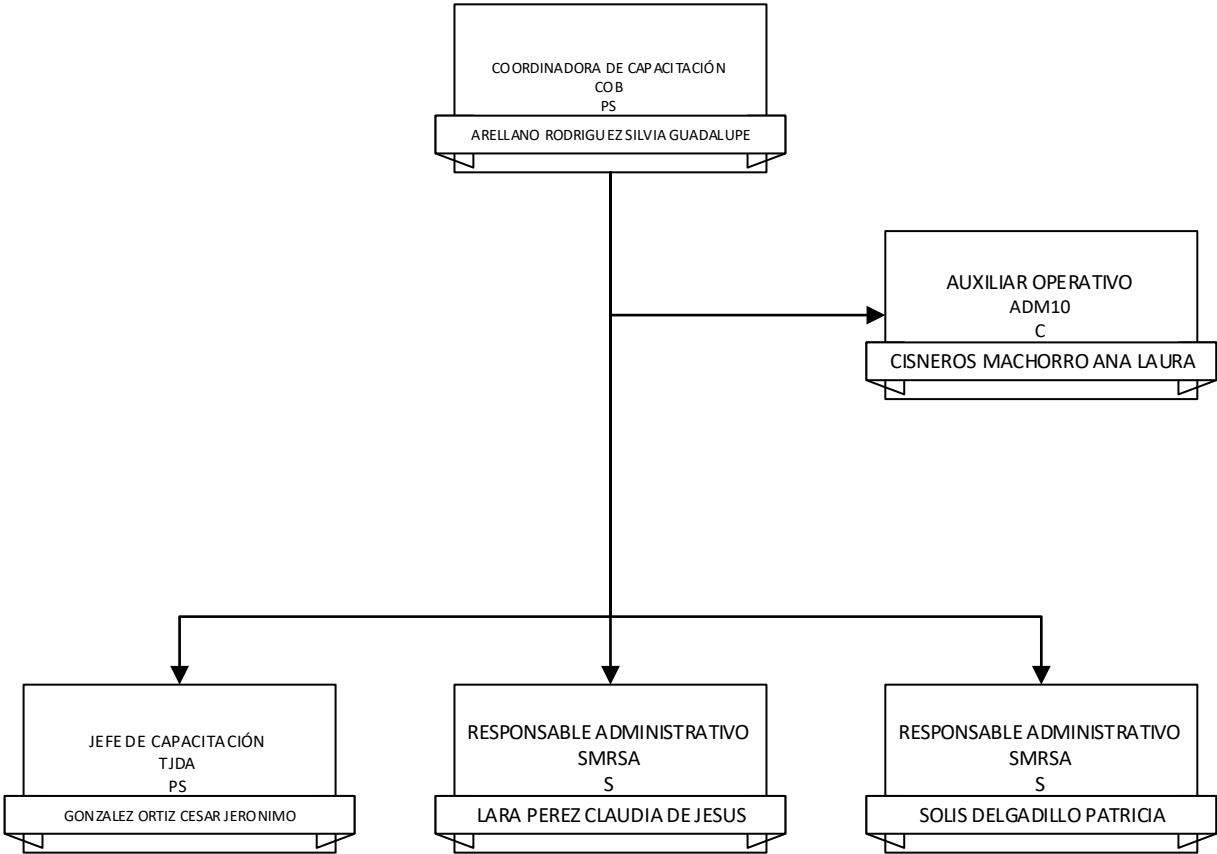 COORDINADORA DE CAPACITACIÓN
COB
PS
ARELLANO RODRIGUEZ SILVIA GUADALUPE
AUXILIAR OPERATIVO
ADM10
C
CISNEROS MACHORRO ANA LAURA
JEFE DE CAPACITACIÓN
TJDA
PS
GONZALEZ ORTIZ CESAR JERONIMO
RESPONSABLE ADMINISTRATIVO
SMRSA
S
LARA PEREZ CLAUDIA DE JESUS
RESPONSABLE ADMINISTRATIVO
SMRSA
S
SOLIS DELGADILLO PATRICIA